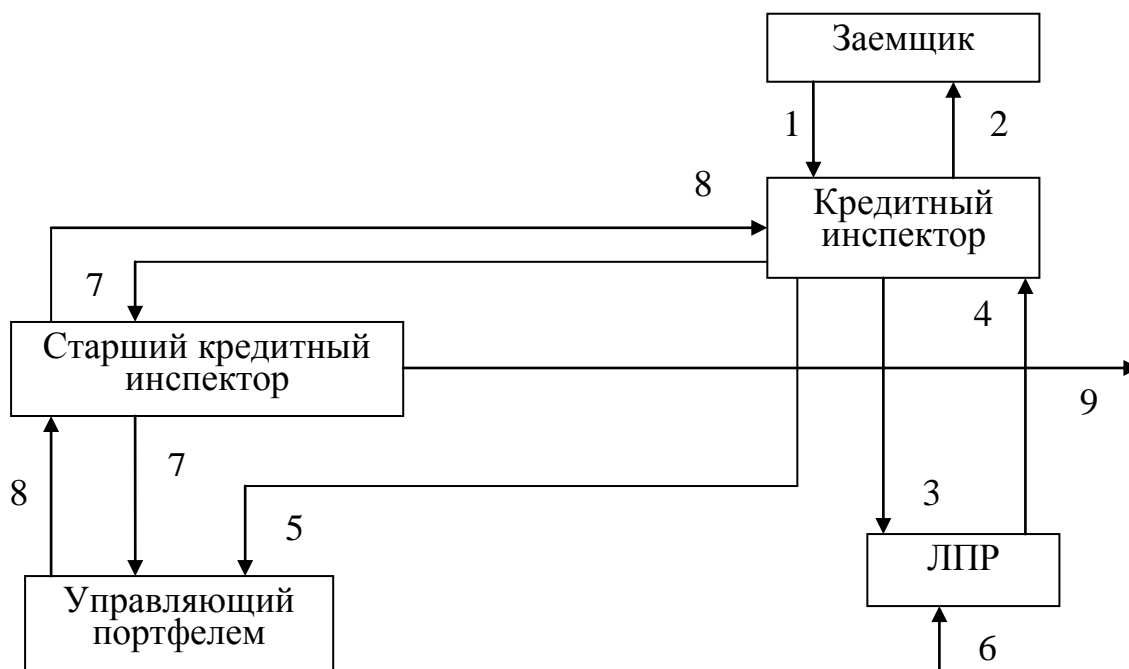 Заемщик
1
2
8
Кредитный
инспектор
7
4
Старший кредитный
инспектор
9
7
8
3
5
ЛПР
Управляющий
портфелем
6